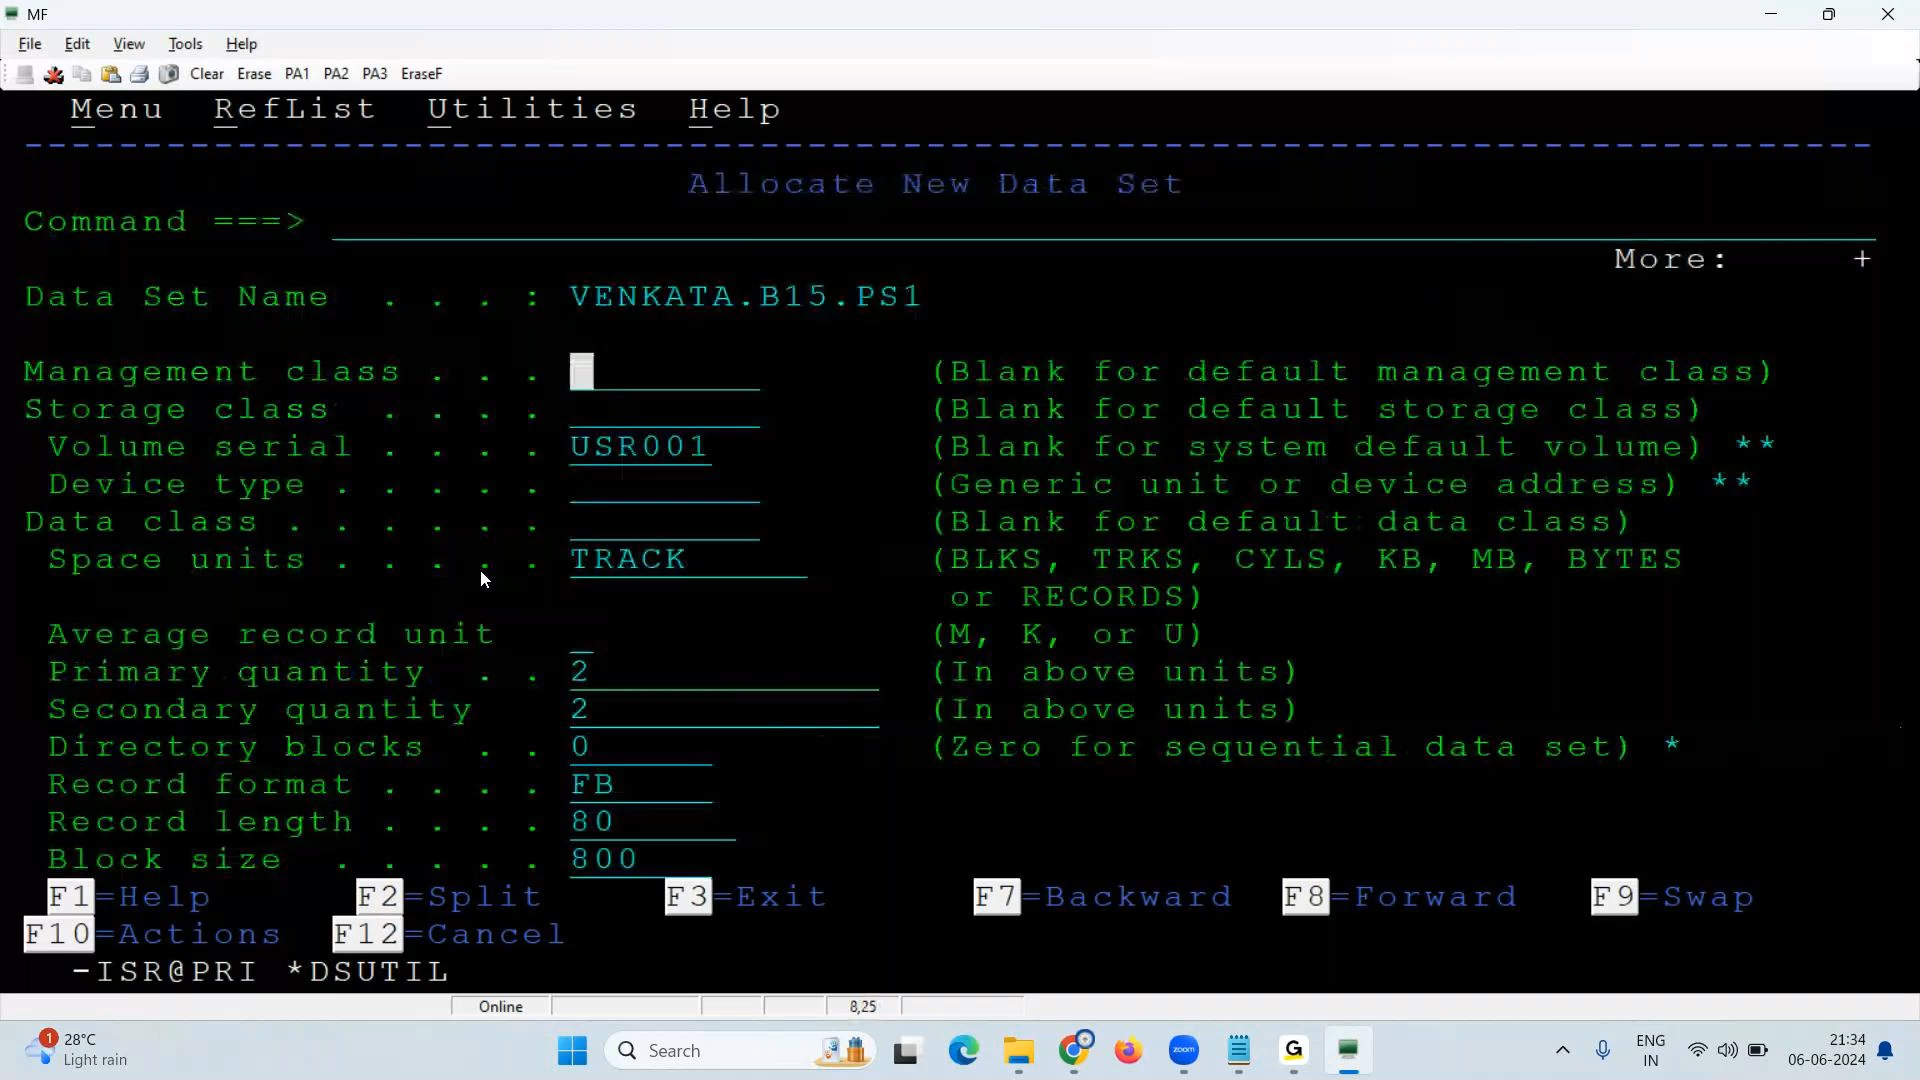 MF
File Edit View Tools Help
Clear Erase PA1 PA2 PA3 EraseF
Menu RefList Utilities Help
Allocate New Data Set
Command ===>
More: +
Data Set Name . . . : VENKATA.B15.PS1
Management class . . . (Blank for default management class)
Storage class . . . . (Blank for default storage class)
Volume serial . . . . USR001 (Blank for system default volume) **
Device type . . . . . (Generic unit or device address) **
Data class . . . . . . (Blank for default data class)
Space units . . . . . TRACK (BLKS, TRKS, CYLS, KB, MB, BYTES
or RECORDS)
Average record unit (M, K, or U)
Primary quantity . . 2 (In above units)
Secondary quantity 2 (In above units)
Directory blocks . . 0 (Zero for sequential data set) *
Record format . . . . FB
Record length . . . . 80
Block size . . . . . 800
F1=Help F2=Split F3=Exit F7=Backward F8=Forward F9=Swap
F10=Actions F12=Cancel
-ISR@PRI *DSUTIL
Online 8,25
1 28°C
Light rain
Search
zoom
G
ENG
IN
21:34
06-06-2024